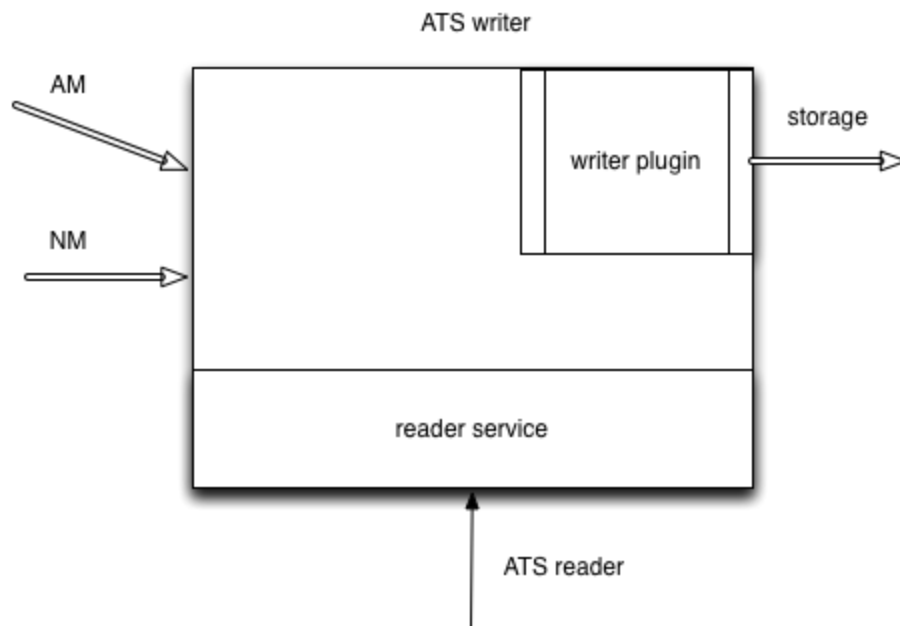 ATS writer
AM
storage
writer plugin
NM
reader service
ATS reader